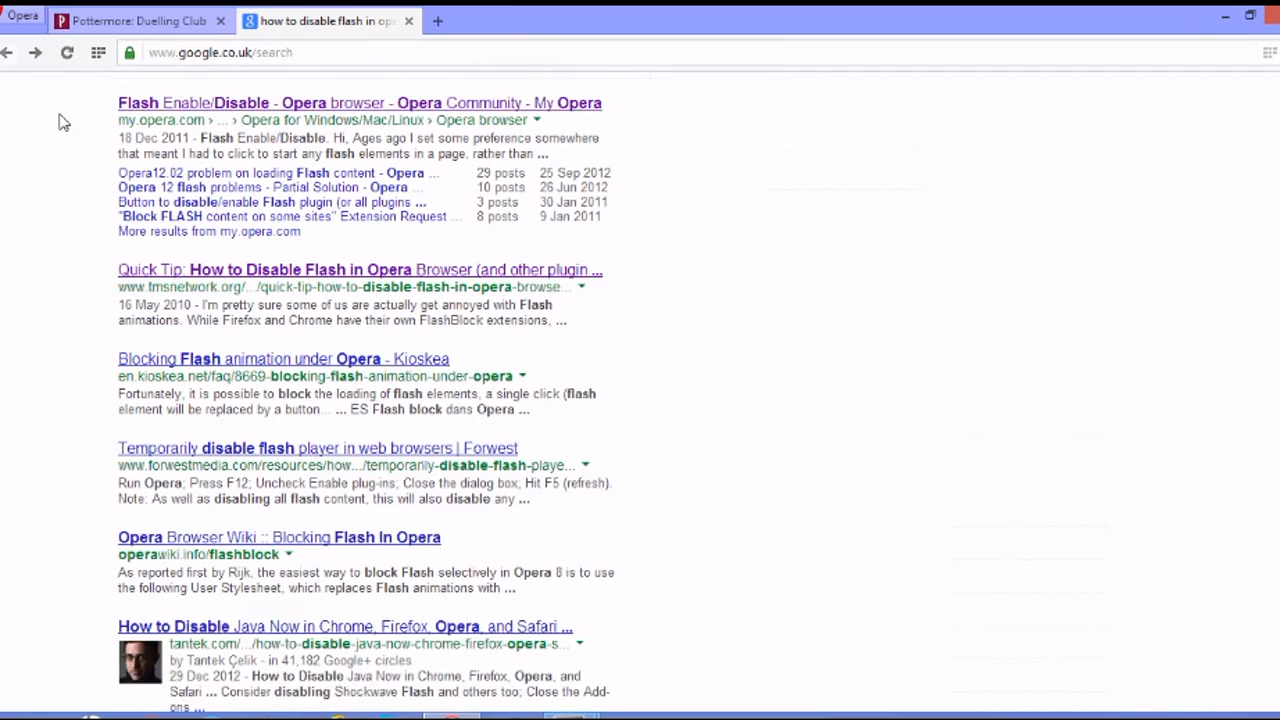 Opera
Pottermore: Duelling Club
how to disable flash in op
www.google.co.uk/search
Flash Enable/Disable - Opera browser - Opera Community - My Opera
my.opera.com › ... › Opera for Windows/Mac/Linux › Opera browser
18 Dec 2011 - Flash Enable/Disable. Hi, Ages ago I set some preference somewhere
that meant I had to click to start any flash elements in a page, rather than ...
Opera12.02 problem on loading Flash content - Opera ... 29 posts 25 Sep 2012
Opera 12 flash problems - Partial Solution - Opera ... 10 posts 26 Jun 2012
Button to disable/enable Flash plugin (or all plugins ... 3 posts 30 Jan 2011
"Block FLASH content on some sites" Extension Request ... 8 posts 9 Jan 2011
More results from my.opera.com
Quick Tip: How to Disable Flash in Opera Browser (and other plugin ...
www.tmsnetwork.org/.../quick-tip-how-to-disable-flash-in-opera-browse...
16 May 2010 - I'm pretty sure some of us are actually get annoyed with Flash
animations. While Firefox and Chrome have their own FlashBlock extensions, ...
Blocking Flash animation under Opera - Kioskea
en.kioskea.net/faq/8669-blocking-flash-animation-under-opera
Fortunately, it is possible to block the loading of flash elements, a single click (flash
element will be replaced by a button... ... ES Flash block dans Opera ...
Temporarily disable flash player in web browsers | Forwest
www.forwestmedia.com/resources/how.../temporarily-disable-flash-playe...
Run Opera; Press F12; Uncheck Enable plug-ins; Close the dialog box; Hit F5 (refresh).
Note: As well as disabling all flash content, this will also disable any ...
Opera Browser Wiki :: Blocking Flash In Opera
operawiki.info/flashblock
As reported first by Rijk, the easiest way to block Flash selectively in Opera 8 is to use
the following User Stylesheet, which replaces Flash animations with ...
How to Disable Java Now in Chrome, Firefox, Opera, and Safari ...
tantek.com/.../how-to-disable-java-now-chrome-firefox-opera-s...
by Tantek Çelik - in 41,182 Google+ circles
29 Dec 2012 - How to Disable Java Now in Chrome, Firefox, Opera, and
Safari ... Consider disabling Shockwave Flash and others too; Close the Add-
ons ...